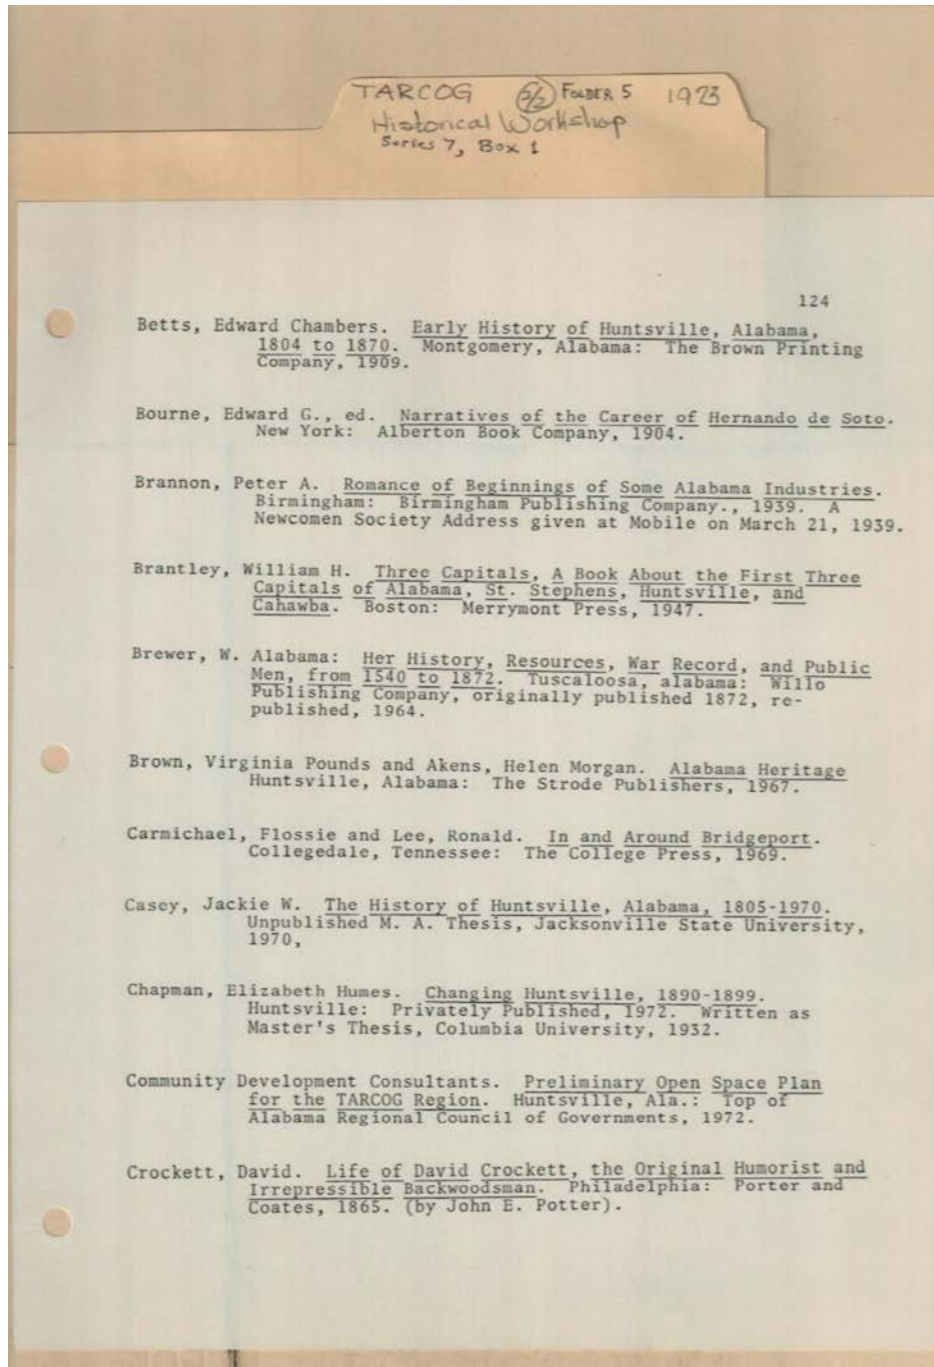 TARCOG 2/2 FOLDER 5 1973
Historical Workshop
Series 7, Box 1
124
Betts, Edward Chambers. Early History of Huntsville, Alabama,
1804 to 1870. Montgomery, Alabama: The Brown Printing
Company, 1909.
Bourne, Edward G., ed. Narratives of the Career of Hernando de Soto.
New York: Alberton Book Company, 1904.
Brannon, Peter A. Romance of Beginnings of Some Alabama Industries.
Birmingham: Birmingham Publishing Company., 1939. A
Newcomen Society Address given at Mobile on March 21, 1939.
Brantley, William H. Three Capitals, A Book About the First Three
Capitals of Alabama, St. Stephens, Huntsville, and
Cahawba. Boston: Merrymont Press, 1947.
Brewer, W. Alabama: Her History, Resources, War Record, and Public
Men, from 1540 to 1872. Tuscaloosa, alabama: Willo
Publishing Company, originally published 1872, re-
published, 1964.
Brown, Virginia Pounds and Akens, Helen Morgan. Alabama Heritage
Huntsville, Alabama: The Strode Publishers, 1967.
Carmichael, Flossie and Lee, Ronald. In and Around Bridgeport.
Collegedale, Tennessee: The College Press, 1969.
Casey, Jackie W. The History of Huntsville, Alabama, 1805-1970.
Unpublished M. A. Thesis, Jacksonville State University,
1970,
Chapman, Elizabeth Humes. Changing Huntsville, 1890-1899.
Huntsville: Privately Published, 1972. Written as
Master's Thesis, Columbia University, 1932.
Community Development Consultants. Preliminary Open Space Plan
for the TARCOG Region. Huntsville, Ala.: Top of
Alabama Regional Council of Governments, 1972.
Crockett, David. Life of David Crockett, the Original Humorist and
Irrepressible Backwoodsman. Philadelphia: Porter and
Coates, 1865. (by John E. Potter).